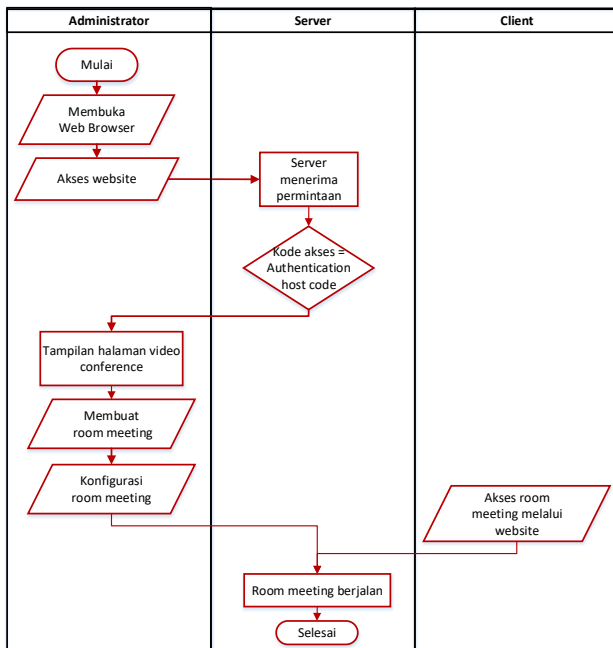 Administrator
Server
Client
Mulai
Membuka
Web Browser
Akses website
Server
menerima
permintaan
Kode akses =
Authentication
host code
Tampilan halaman video
conference
Membuat
room meeting
Konfigurasi
room meeting
Akses room
meeting melalui
website
Room meeting berjalan
Selesai